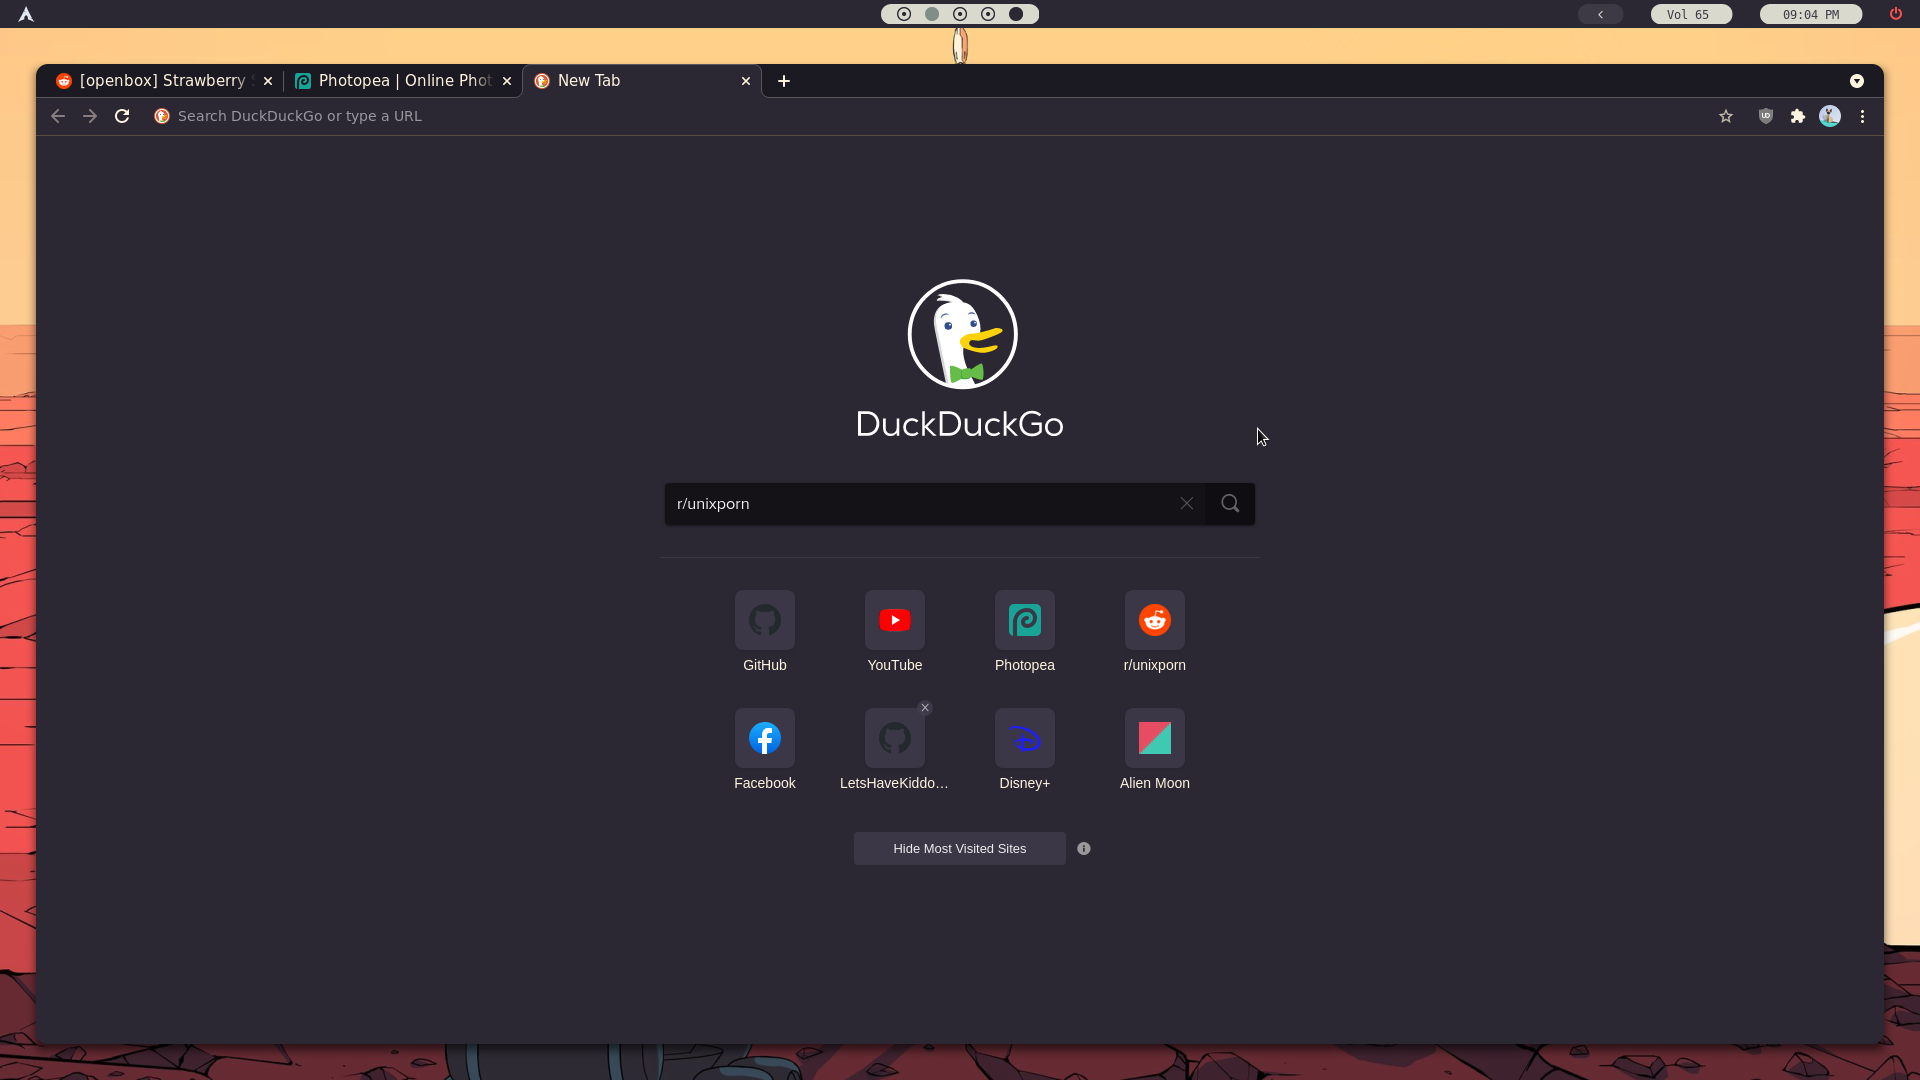 Vol 65
09:04 PM
[openbox] Strawberry
Photopea | Online Phot
New Tab
Search DuckDuckGo or type a URL
DuckDuckGo
r/unixporn
GitHub
YouTube
Photopea
r/unixporn
Facebook
LetsHaveKiddo…
Disney+
Alien Moon
Hide Most Visited Sites